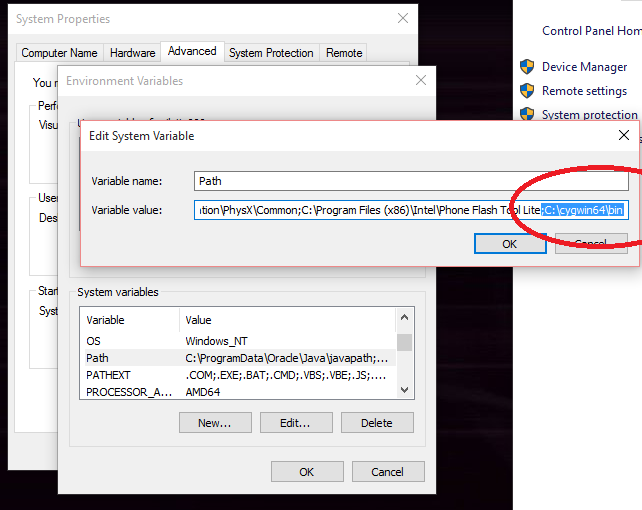 System Properties
Computer Name Hardware Advanced System Protection Remote
Control Panel Hom
Device Manager
Remote settings
System protection
Environment Variables
Edit System Variable
Variable name: Path
Variable value: ation\PhysX\Common;C:\Program Files (x86)\Intel\Phone Flash Tool Lite;C:\cygwin64\bin
OK Cancel
System variables
Variable Value
OS Windows_NT
Path C:\ProgramData\Oracle\Java\javapath;...
PATHEXT .COM;.EXE;.BAT;.CMD;.VBS;.VBE;.JS;....
PROCESSOR_A... AMD64
New... Edit... Delete
OK Cancel
You n
Perfo
Visu
User
Des
Start
Syst